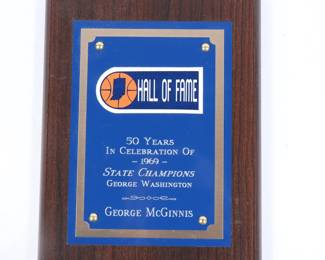 HALL OF FAME
50 YEARS
IN CELEBRATION OF
– 1969 –
STATE CHAMPIONS
GEORGE WASHINGTON
GEORGE MCGINNIS